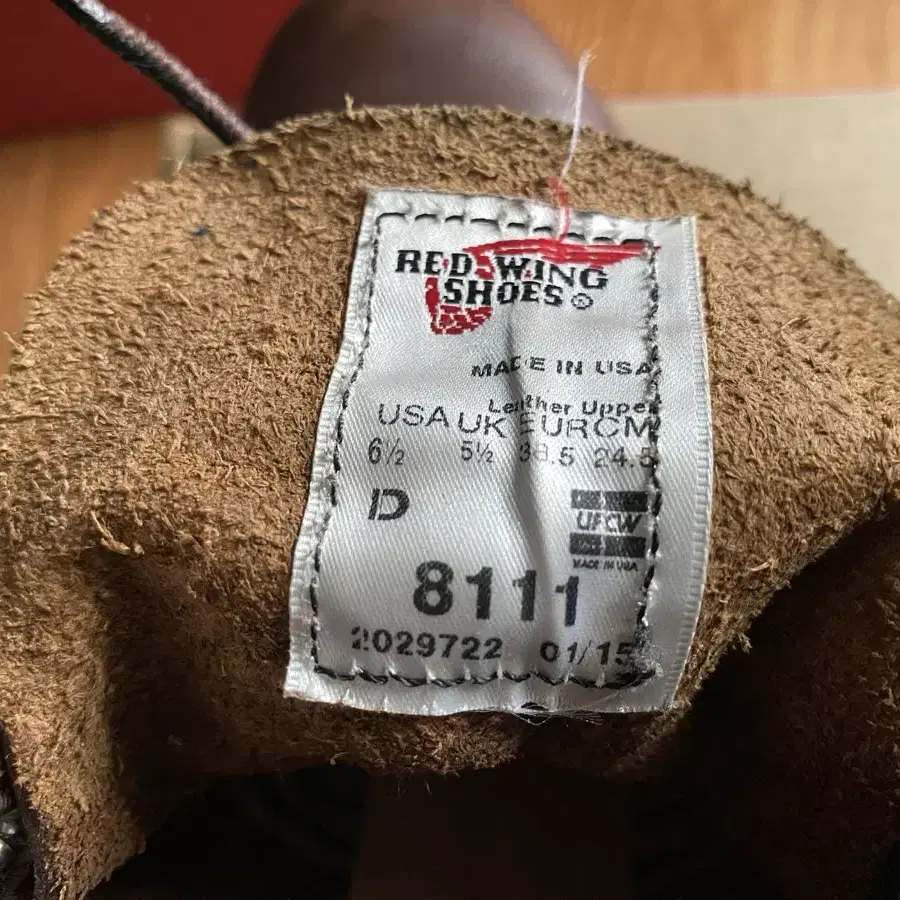 RED WING
SHOES®
MADE IN USA
Leather Upper
USA UK EUR CM
6½ 5½ 38.5 24.5
D
UFCW
MADE IN USA
8111
2029722 01/15